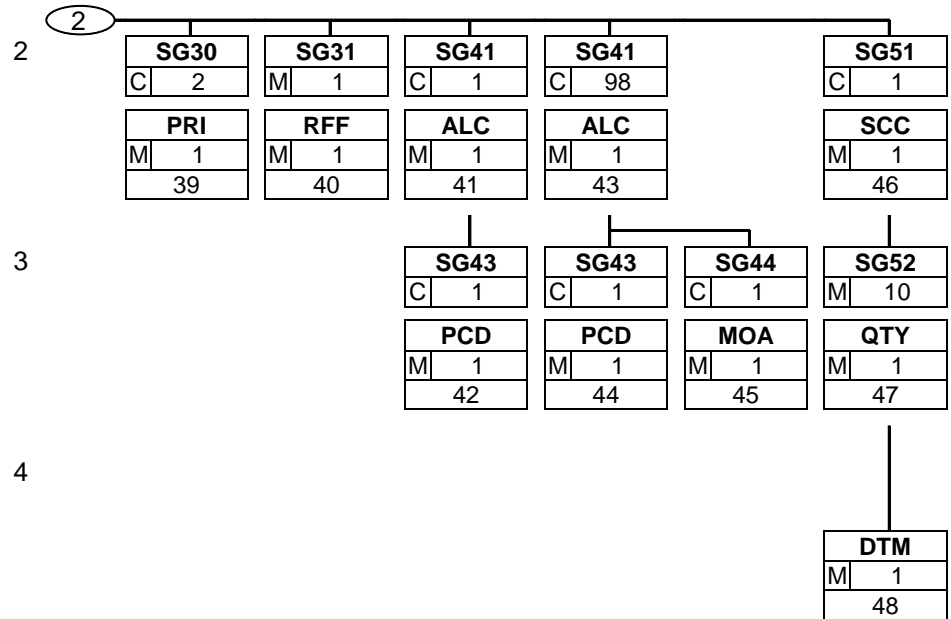 2
2 SG30 SG31 SG41 SG41 SG51
C 2 M 1 C 1 C 98 C 1
PRI RFF ALC ALC SCC
M 1 M 1 M 1 M 1 M 1
39 40 41 43 46
3 SG43 SG43 SG44 SG52
C 1 C 1 C 1 M 10
PCD PCD MOA QTY
M 1 M 1 M 1 M 1
42 44 45 47
4
DTM
M 1
48